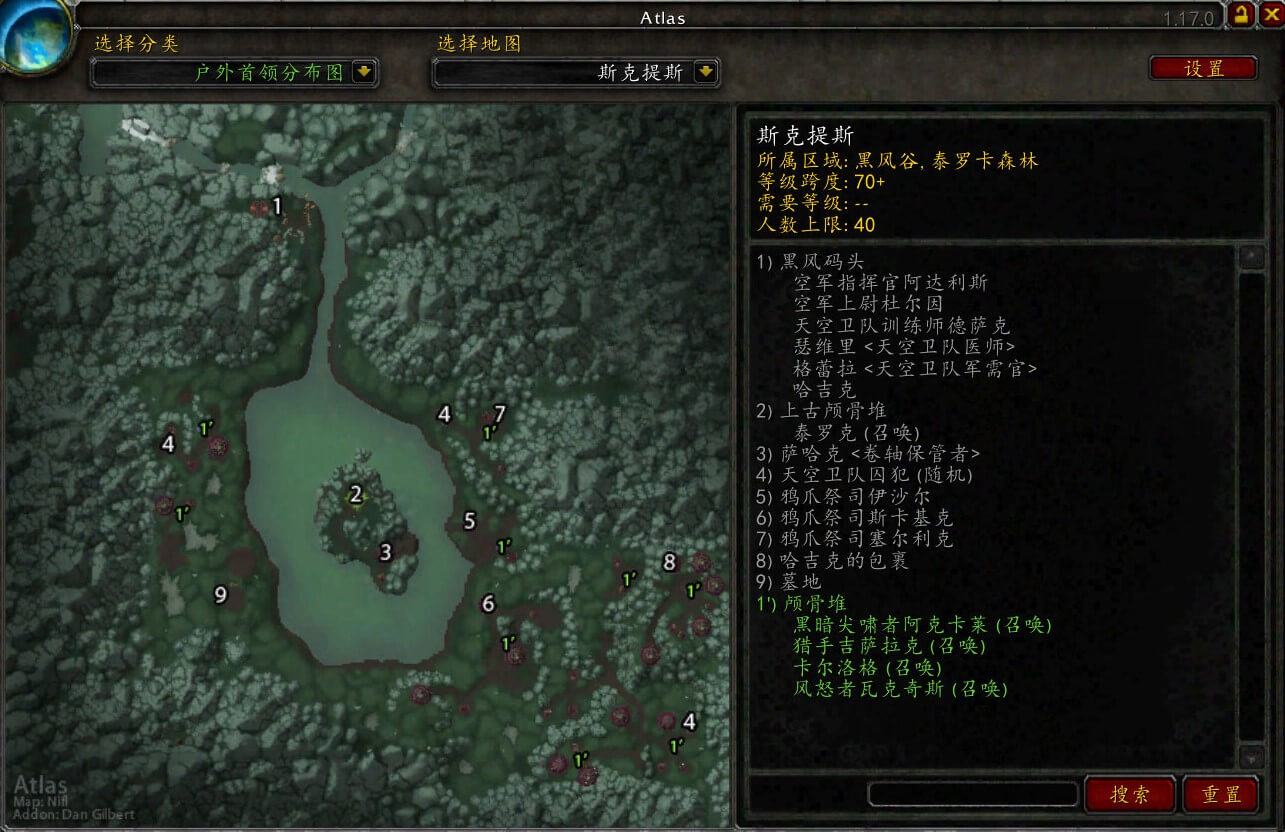 Atlas
1.17.0
选择分类
选择地图
户外首领分布图
斯克提斯
设置
斯克提斯
所属区域: 黑风谷, 泰罗卡森林
等级跨度: 70+
需要等级: --
人数上限: 40
1) 黑风码头
空军指挥官阿达利斯
空军上尉杜尔因
天空卫队训练师德萨克
瑟维里 <天空卫队医师>
格蕾拉 <天空卫队军需官>
哈吉克
2) 上古颅骨堆
泰罗克 (召唤)
3) 萨哈克 <卷轴保管者>
4) 天空卫队囚犯 (随机)
5) 鸦爪祭司伊沙尔
6) 鸦爪祭司斯卡基克
7) 鸦爪祭司塞尔利克
8) 哈吉克的包裹
9) 墓地
1') 颅骨堆
黑暗尖啸者阿克卡莱 (召唤)
猎手吉萨拉克 (召唤)
卡尔洛格 (召唤)
风怒者瓦克奇斯 (召唤)
1
4
7
1'
1'
4
2
1'
5
3
1'
8
1'
1'
9
6
1'
4
1'
1'
Atlas
Map: Nifl
Addon: Dan Gilbert
搜索
重置